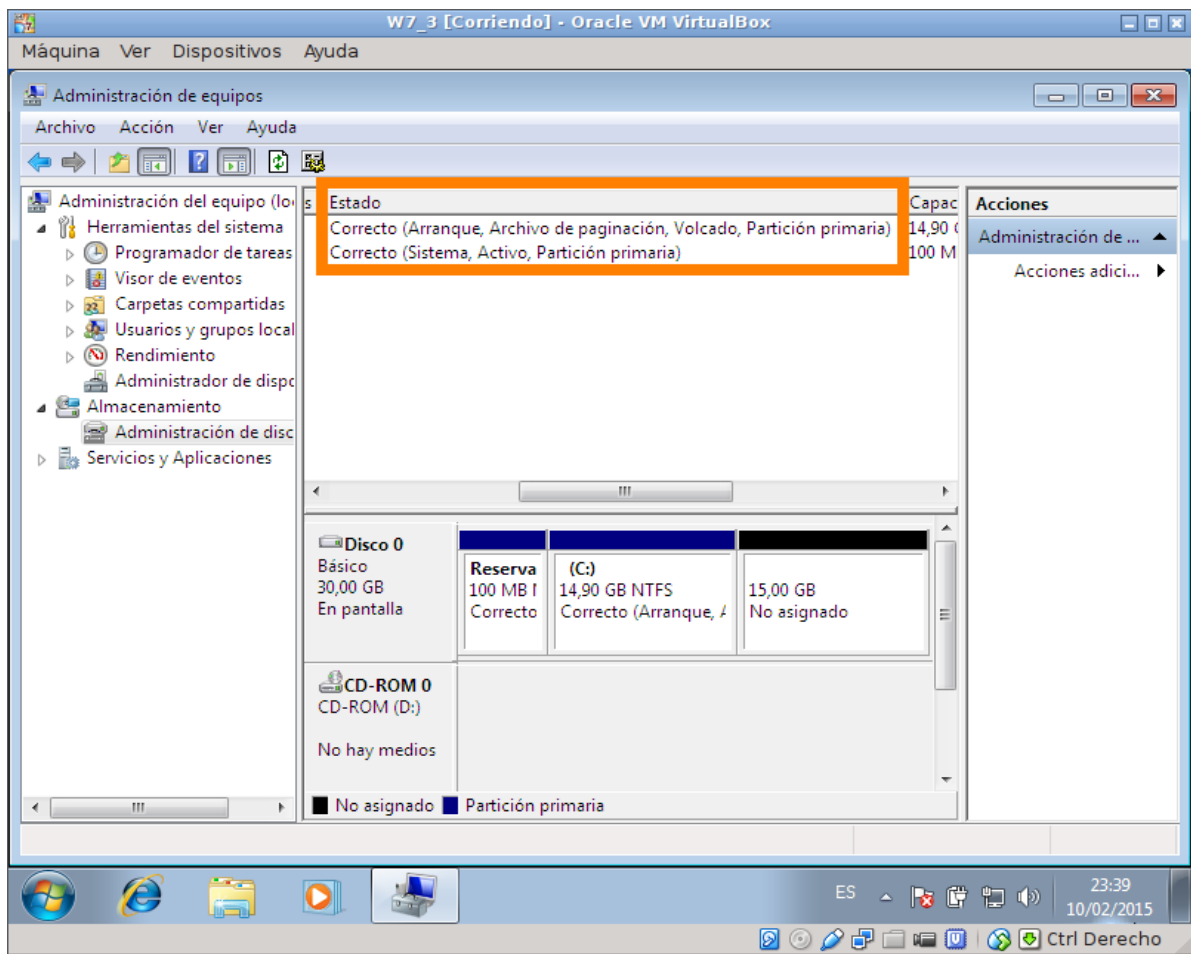 W7_3 [Corriendo] - Oracle VM VirtualBox
Máquina Ver Dispositivos Ayuda
Administración de equipos
Archivo Acción Ver Ayuda
Administración del equipo (lo
Herramientas del sistema
Programador de tareas
Visor de eventos
Carpetas compartidas
Usuarios y grupos local
Rendimiento
Administrador de dispo
Almacenamiento
Administración de disc
Servicios y Aplicaciones
s Estado Capac
Correcto (Arranque, Archivo de paginación, Volcado, Partición primaria) 14,90
Correcto (Sistema, Activo, Partición primaria) 100 M
Acciones
Administración de ...
Acciones adici...
Disco 0
Básico
30,00 GB
En pantalla
Reserva
100 MB
Correcto
(C:)
14,90 GB NTFS
Correcto (Arranque,
15,00 GB
No asignado
CD-ROM 0
CD-ROM (D:)
No hay medios
No asignado Partición primaria
ES
23:39
10/02/2015
Ctrl Derecho